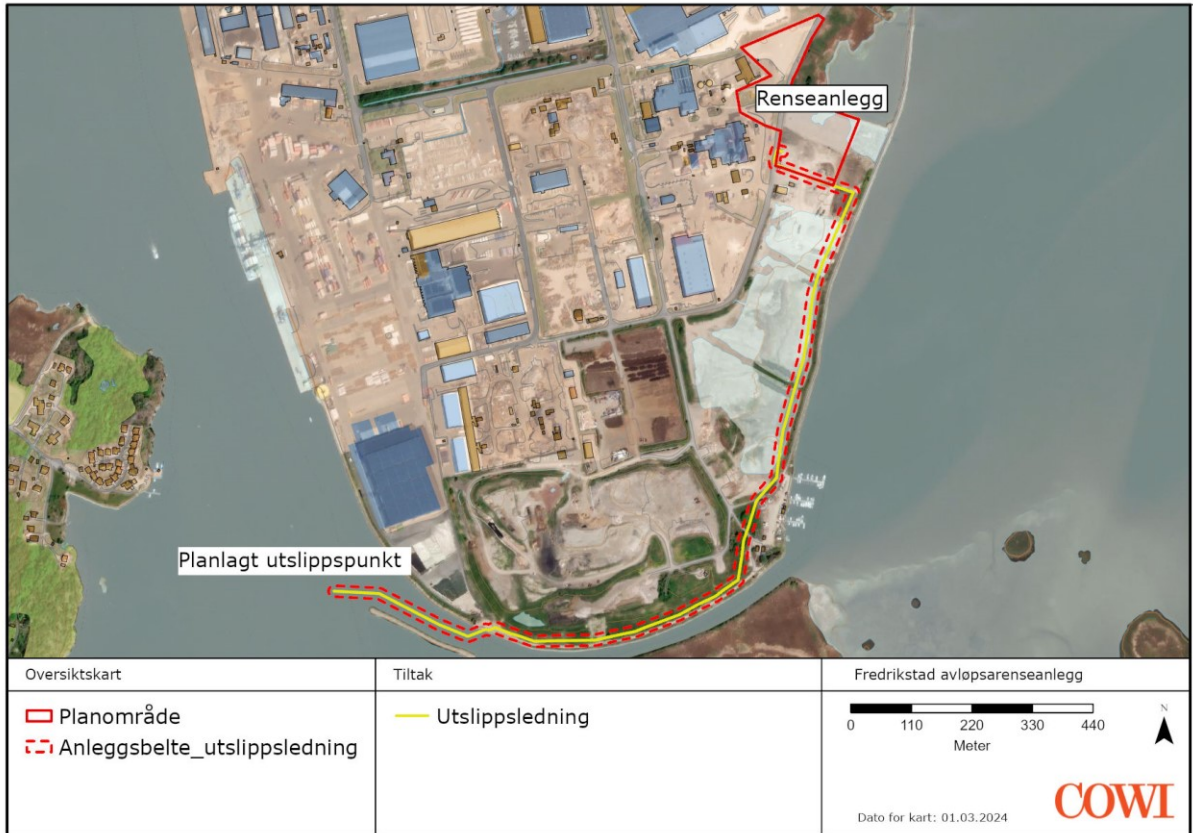 Renseanlegg
Planlagt utslippspunkt
Oversiktskart
Planområde
Anleggsbelte_utslippsledning
Tiltak
Utslippsledning
Fredrikstad avløpsarenseanlegg
0 110 220 330 440
Meter
N
Dato for kart: 01.03.2024
COWI